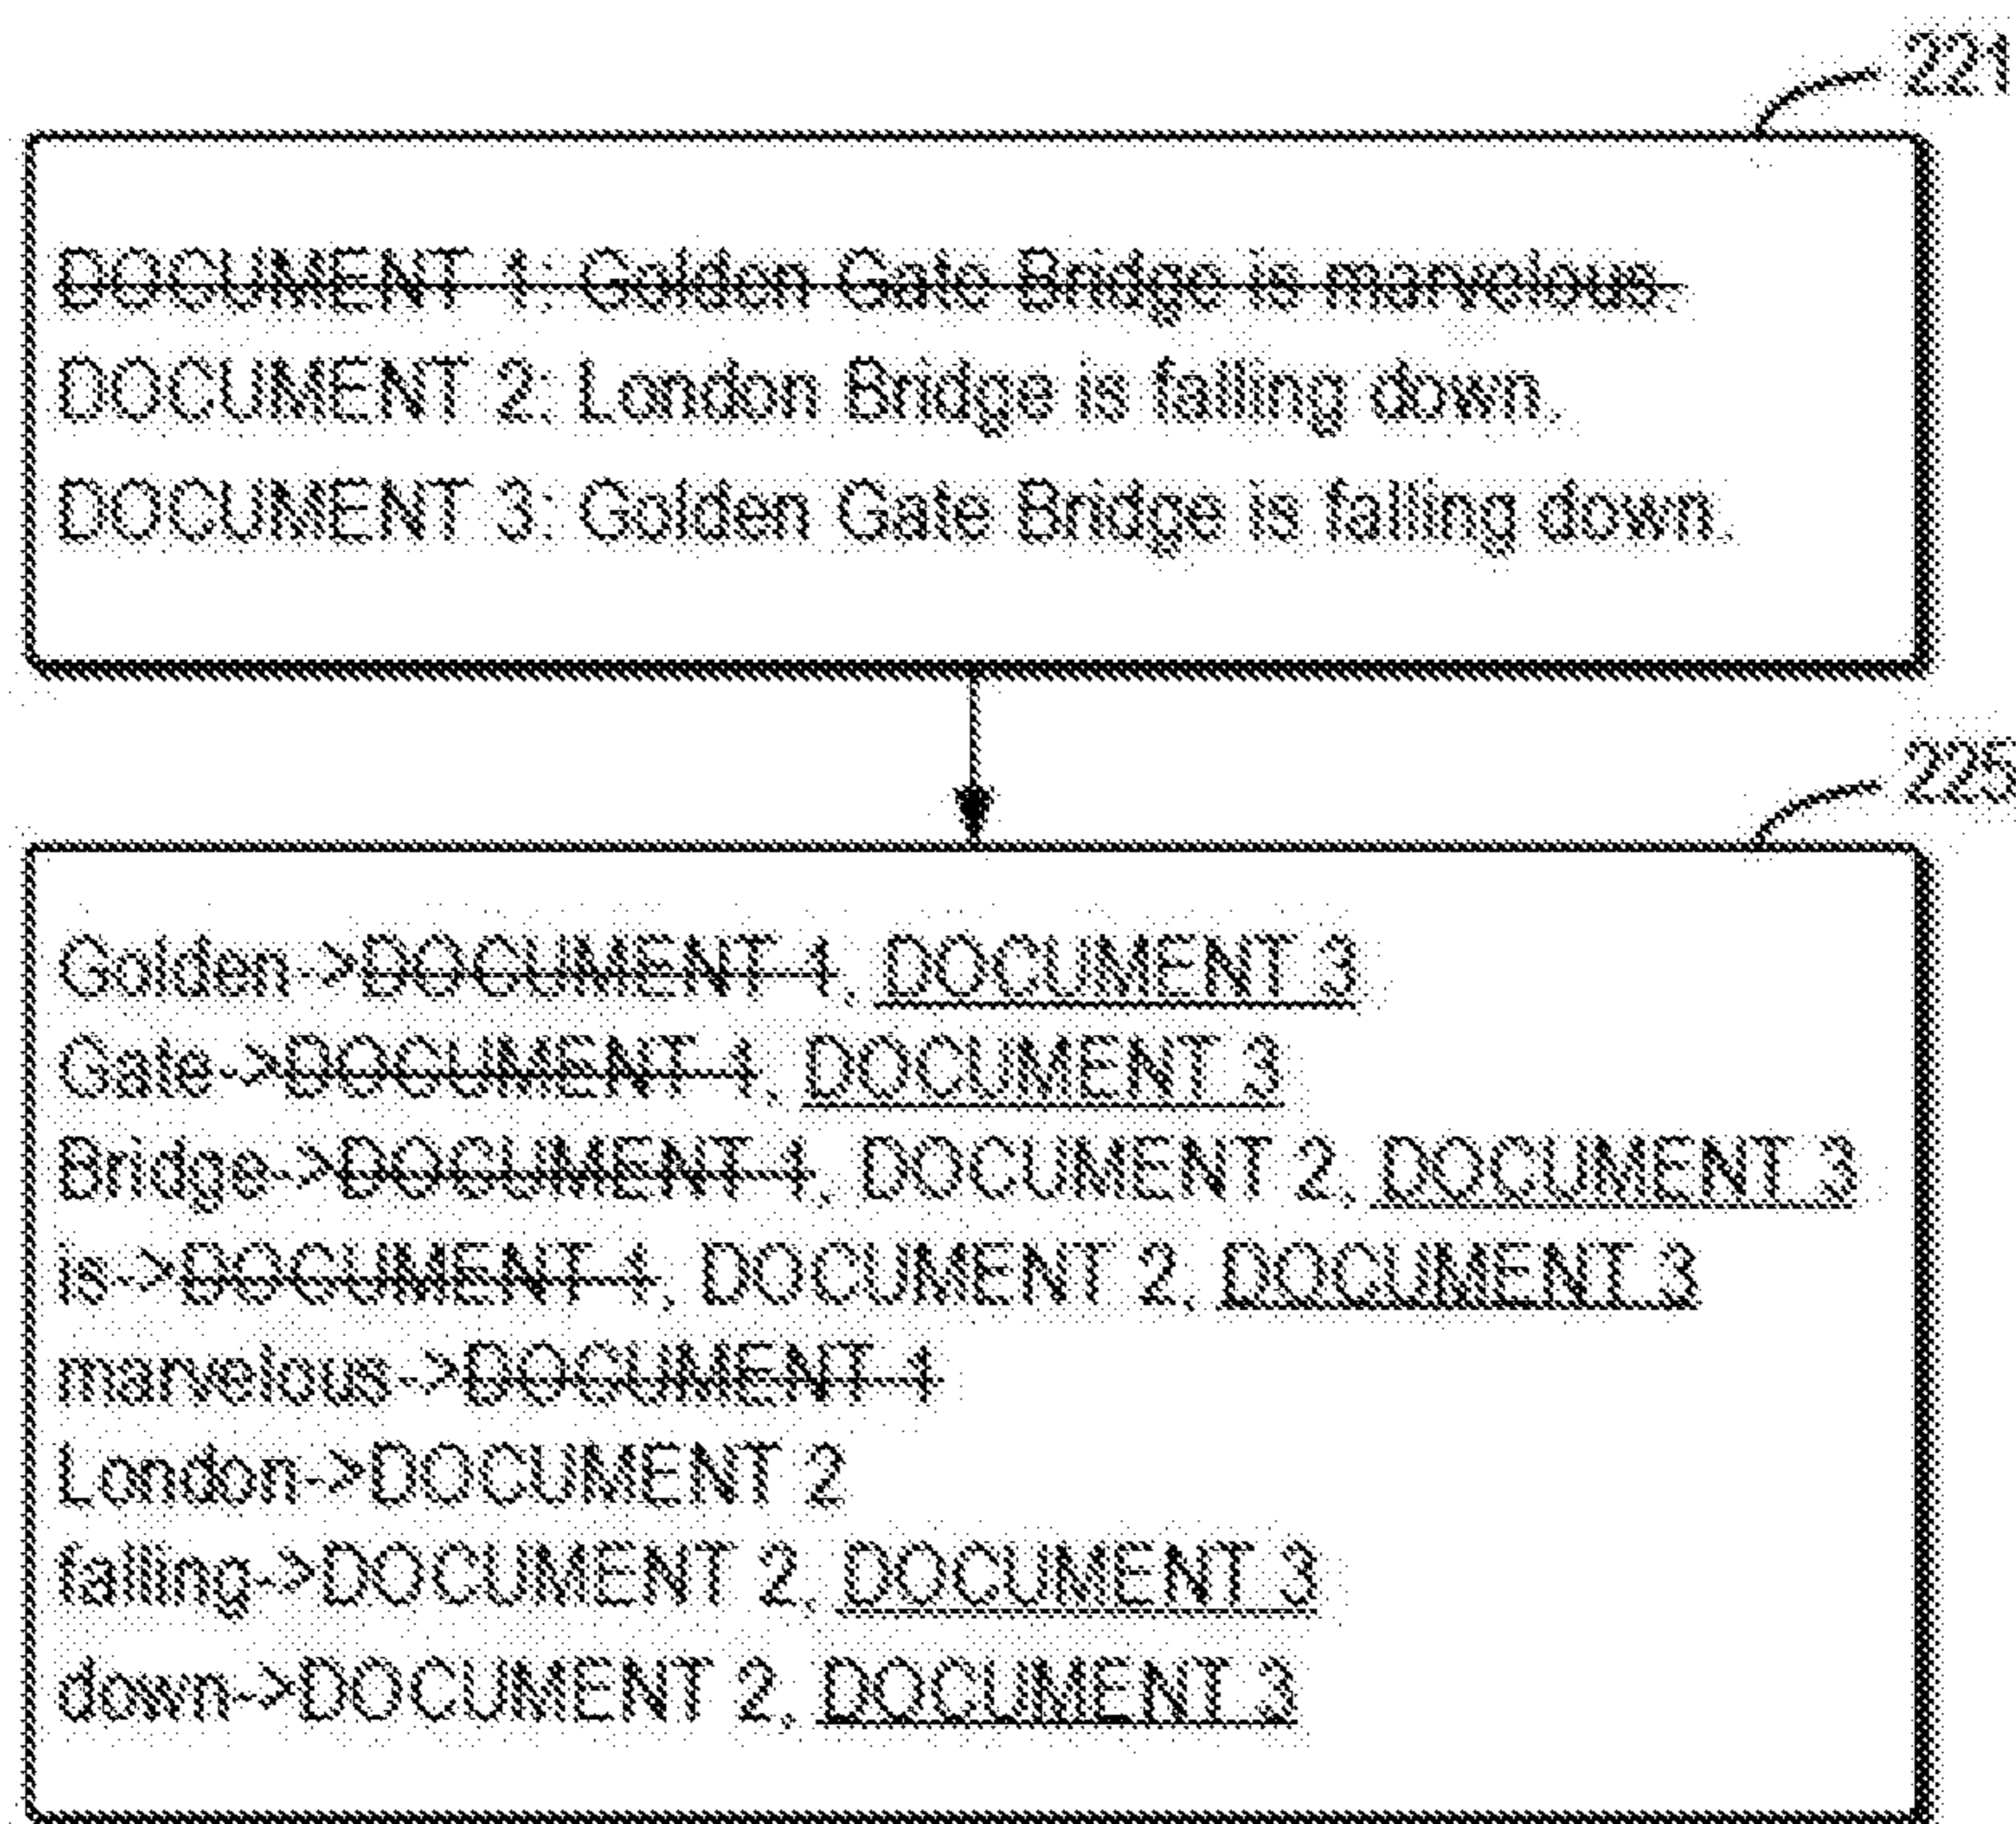 221
DOCUMENT 1: Golden Gate Bridge is marvelous.
DOCUMENT 2: London Bridge is falling down.
DOCUMENT 3: Golden Gate Bridge is falling down.
225
Golden->DOCUMENT 1, DOCUMENT 3
Gate->DOCUMENT 1, DOCUMENT 3
Bridge->DOCUMENT 1, DOCUMENT 2, DOCUMENT 3
is->DOCUMENT 1, DOCUMENT 2, DOCUMENT 3
marvelous->DOCUMENT 1
London->DOCUMENT 2
falling->DOCUMENT 2, DOCUMENT 3
down->DOCUMENT 2, DOCUMENT 3